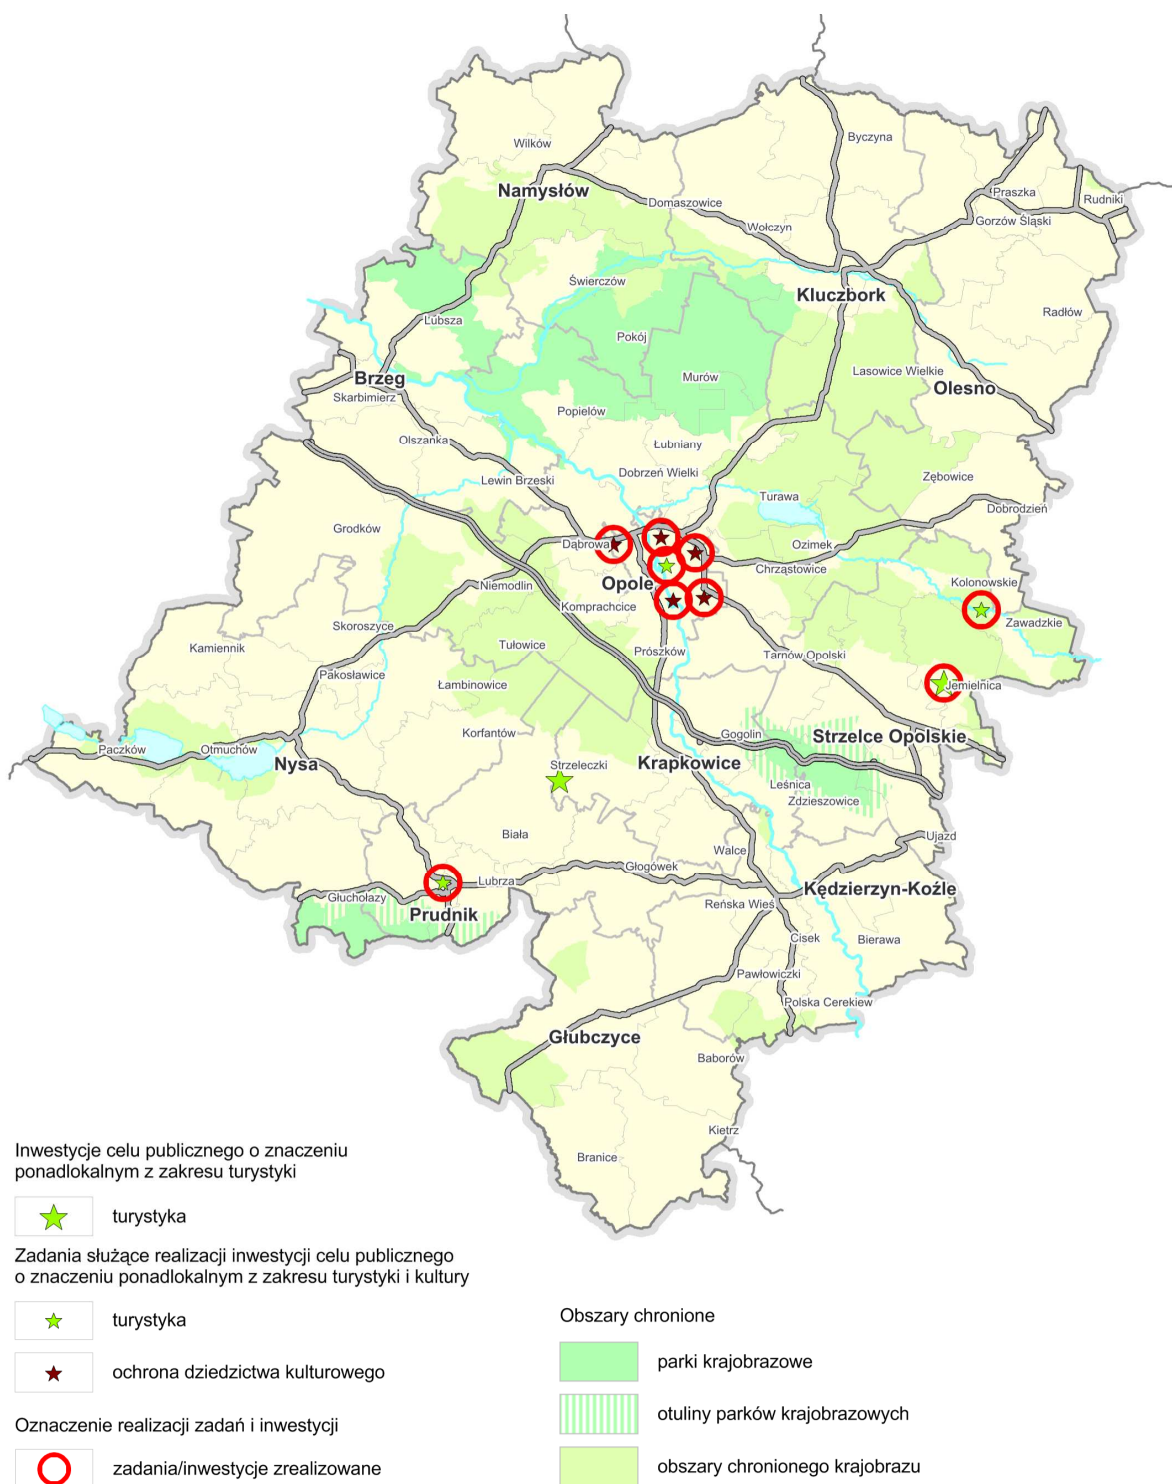 Wilków
Byczyna
Namysłów
Domaszowice
Praszka
Rudniki
Wołczyn
Gorzów Śląski
Świerczów
Kluczbork
Lubsza
Radłów
Pokój
Murów
Lasowice Wielkie
Brzeg
Olesno
Skarbimierz
Popielów
Olszanka
Łubniany
Dobrzeń Wielki
Zębowice
Lewin Brzeski
Turawa
Dobrodzień
Grodków
Dąbrowa
Ozimek
Chrząstowice
Kolonowskie
Niemodlin
Opole
Komprachcice
Zawadzkie
Skoroszyce
Kamiennik
Tułowice
Prószków
Tarnów Opolski
Pakosławice
Łambinowice
Jemielnica
Korfantów
Gogolin
Strzelce Opolskie
Paczków
Otmuchów
Nysa
Strzeleczki
Krapkowice
Leśnica
Zdzieszowice
Biała
Walce
Ujazd
Głogówek
Lubrza
Kędzierzyn-Koźle
Głuchołazy
Reńska Wieś
Prudnik
Cisek
Bierawa
Pawłowiczki
Polska Cerekiew
Głubczyce
Baborów
Kietrz
Branice
Inwestycje celu publicznego o znaczeniu
ponadlokalnym z zakresu turystyki
turystyka
Zadania służące realizacji inwestycji celu publicznego
o znaczeniu ponadlokalnym z zakresu turystyki i kultury
turystyka
ochrona dziedzictwa kulturowego
Oznaczenie realizacji zadań i inwestycji
zadania/inwestycje zrealizowane
Obszary chronione
parki krajobrazowe
otuliny parków krajobrazowych
obszary chronionego krajobrazu